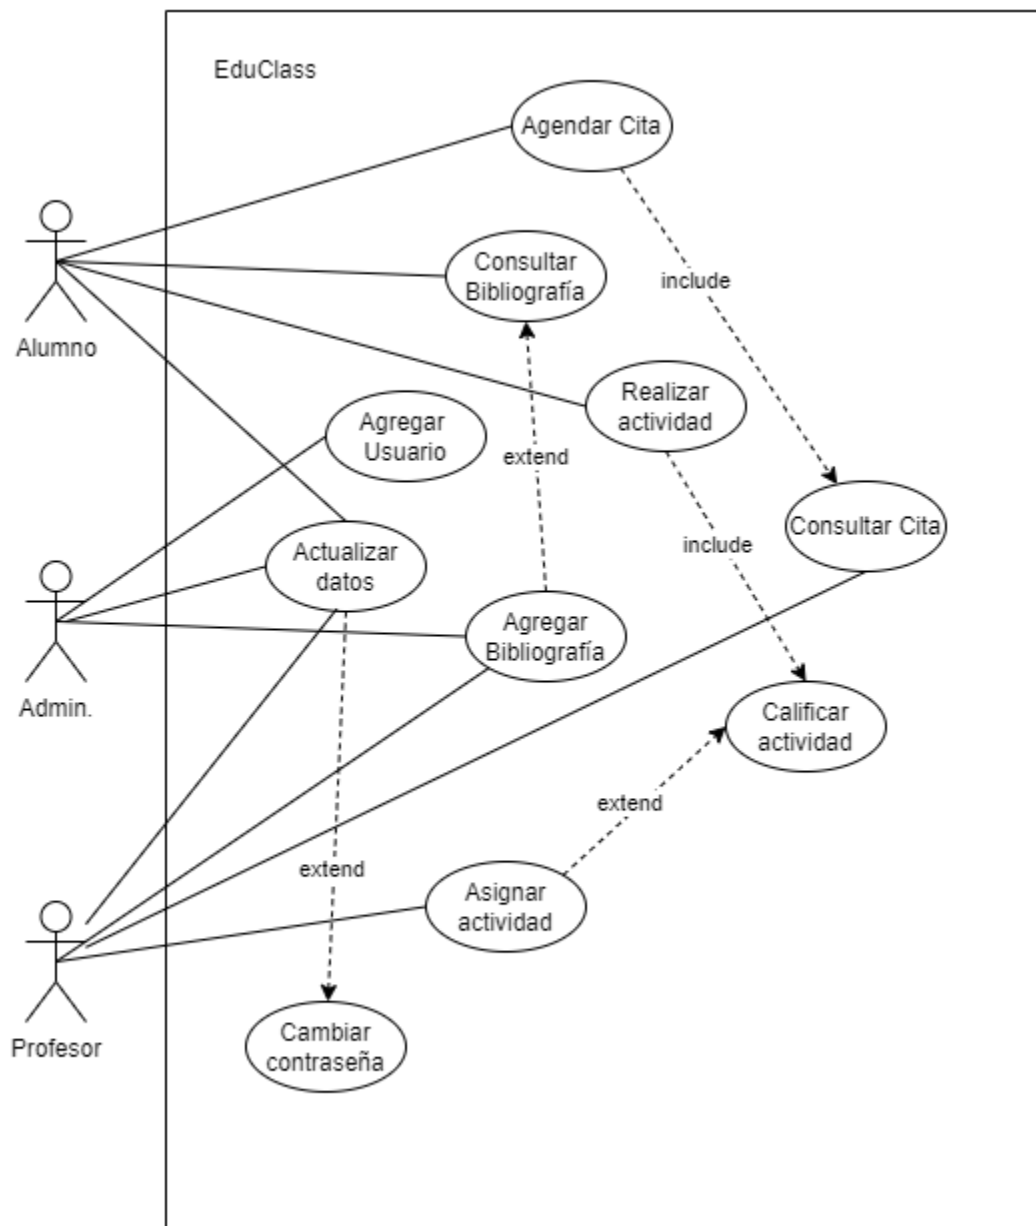 EduClass
Agendar Cita
Consultar
Bibliografía
include
Alumno
Realizar
actividad
Agregar
Usuario
extend
Consultar Cita
Actualizar
datos
include
Agregar
Bibliografía
Admin.
Calificar
actividad
extend
extend
Asignar
actividad
Profesor
Cambiar
contraseña